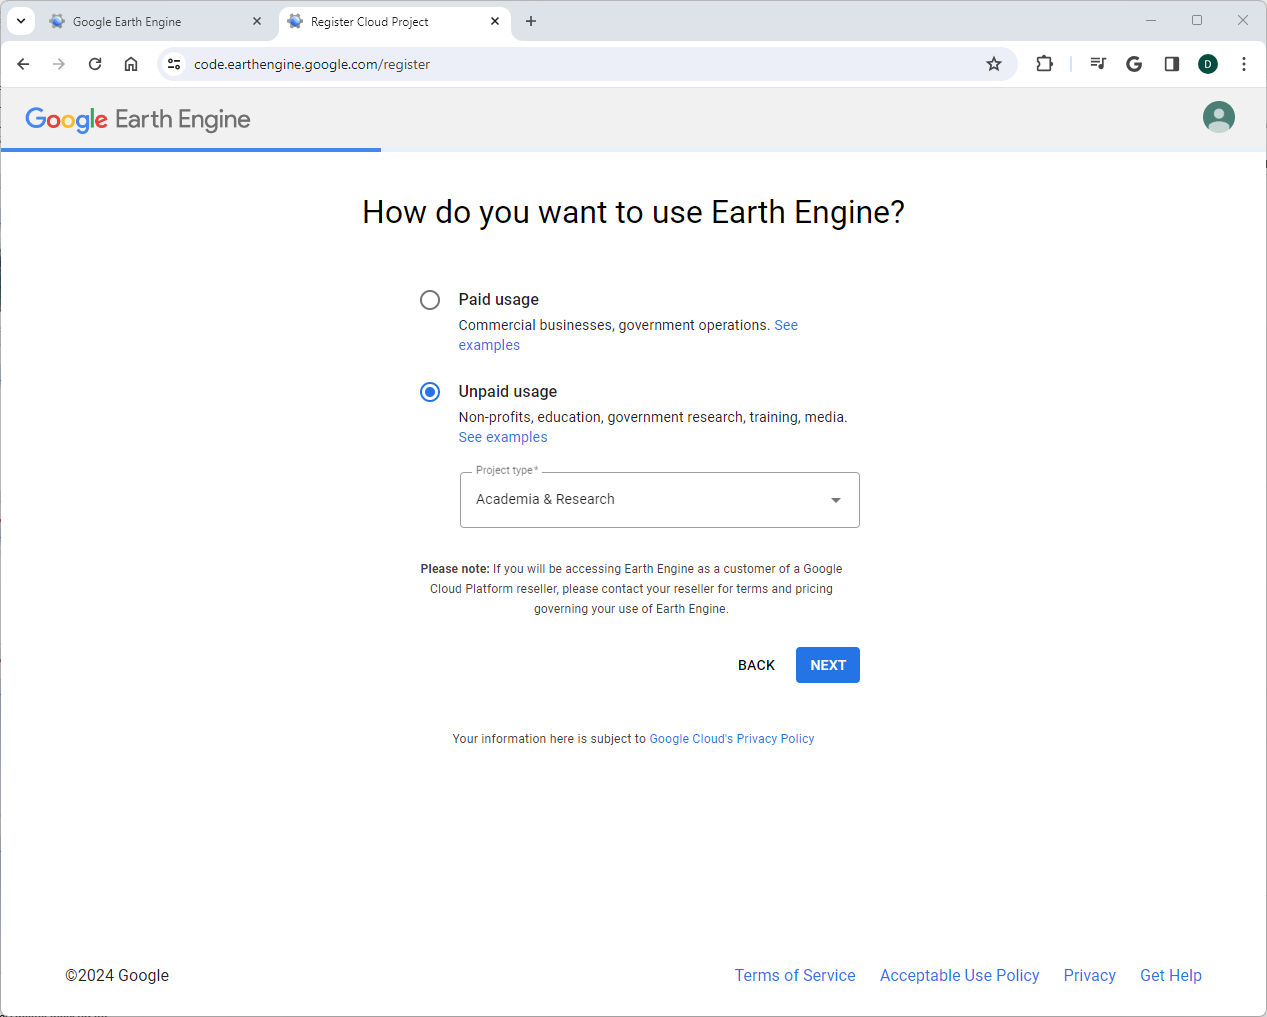 Google Earth Engine
Register Cloud Project
code.earthengine.google.com/register
D
Google Earth Engine
How do you want to use Earth Engine?
Paid usage
Commercial businesses, government operations. See
examples
Unpaid usage
Non-profits, education, government research, training, media.
See examples
Project type*
Academia & Research
Please note: If you will be accessing Earth Engine as a customer of a Google
Cloud Platform reseller, please contact your reseller for terms and pricing
governing your use of Earth Engine.
BACK NEXT
Your information here is subject to Google Cloud's Privacy Policy
©2024 Google Terms of Service Acceptable Use Policy Privacy Get Help